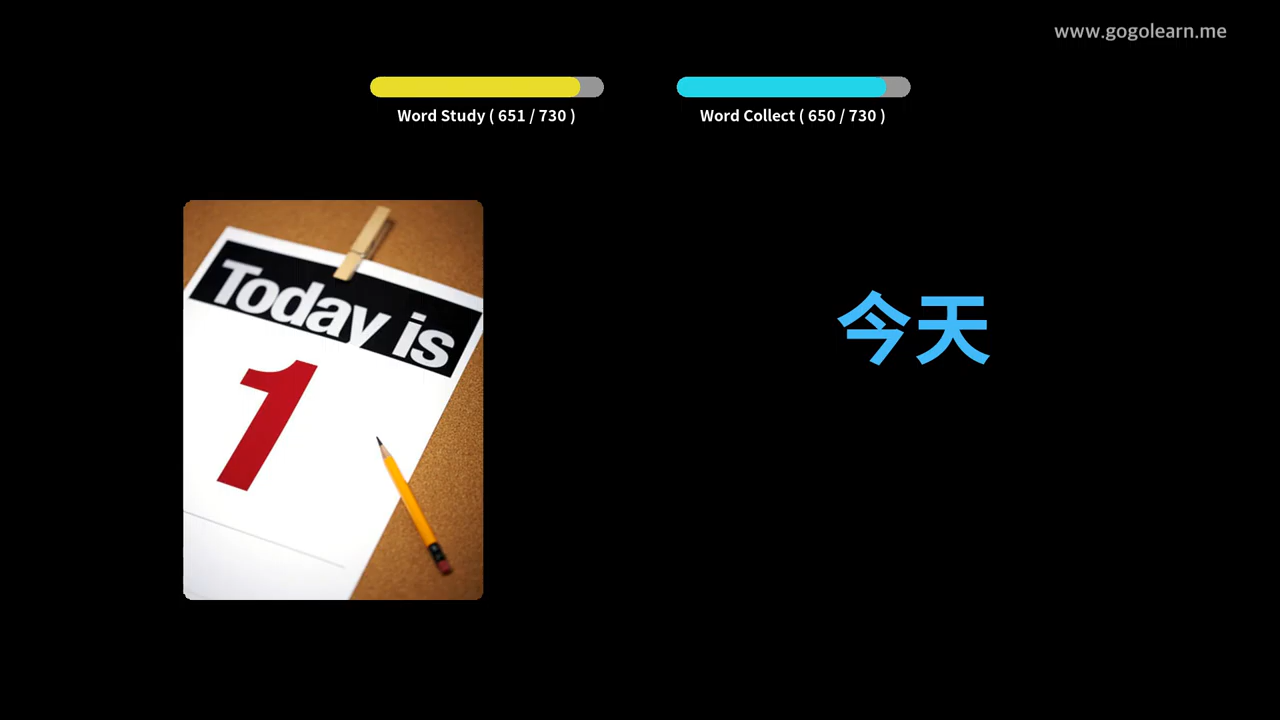 www.gogolearn.me
Word Study ( 651 / 730 )
Word Collect ( 650 / 730 )
Today is
1
今天